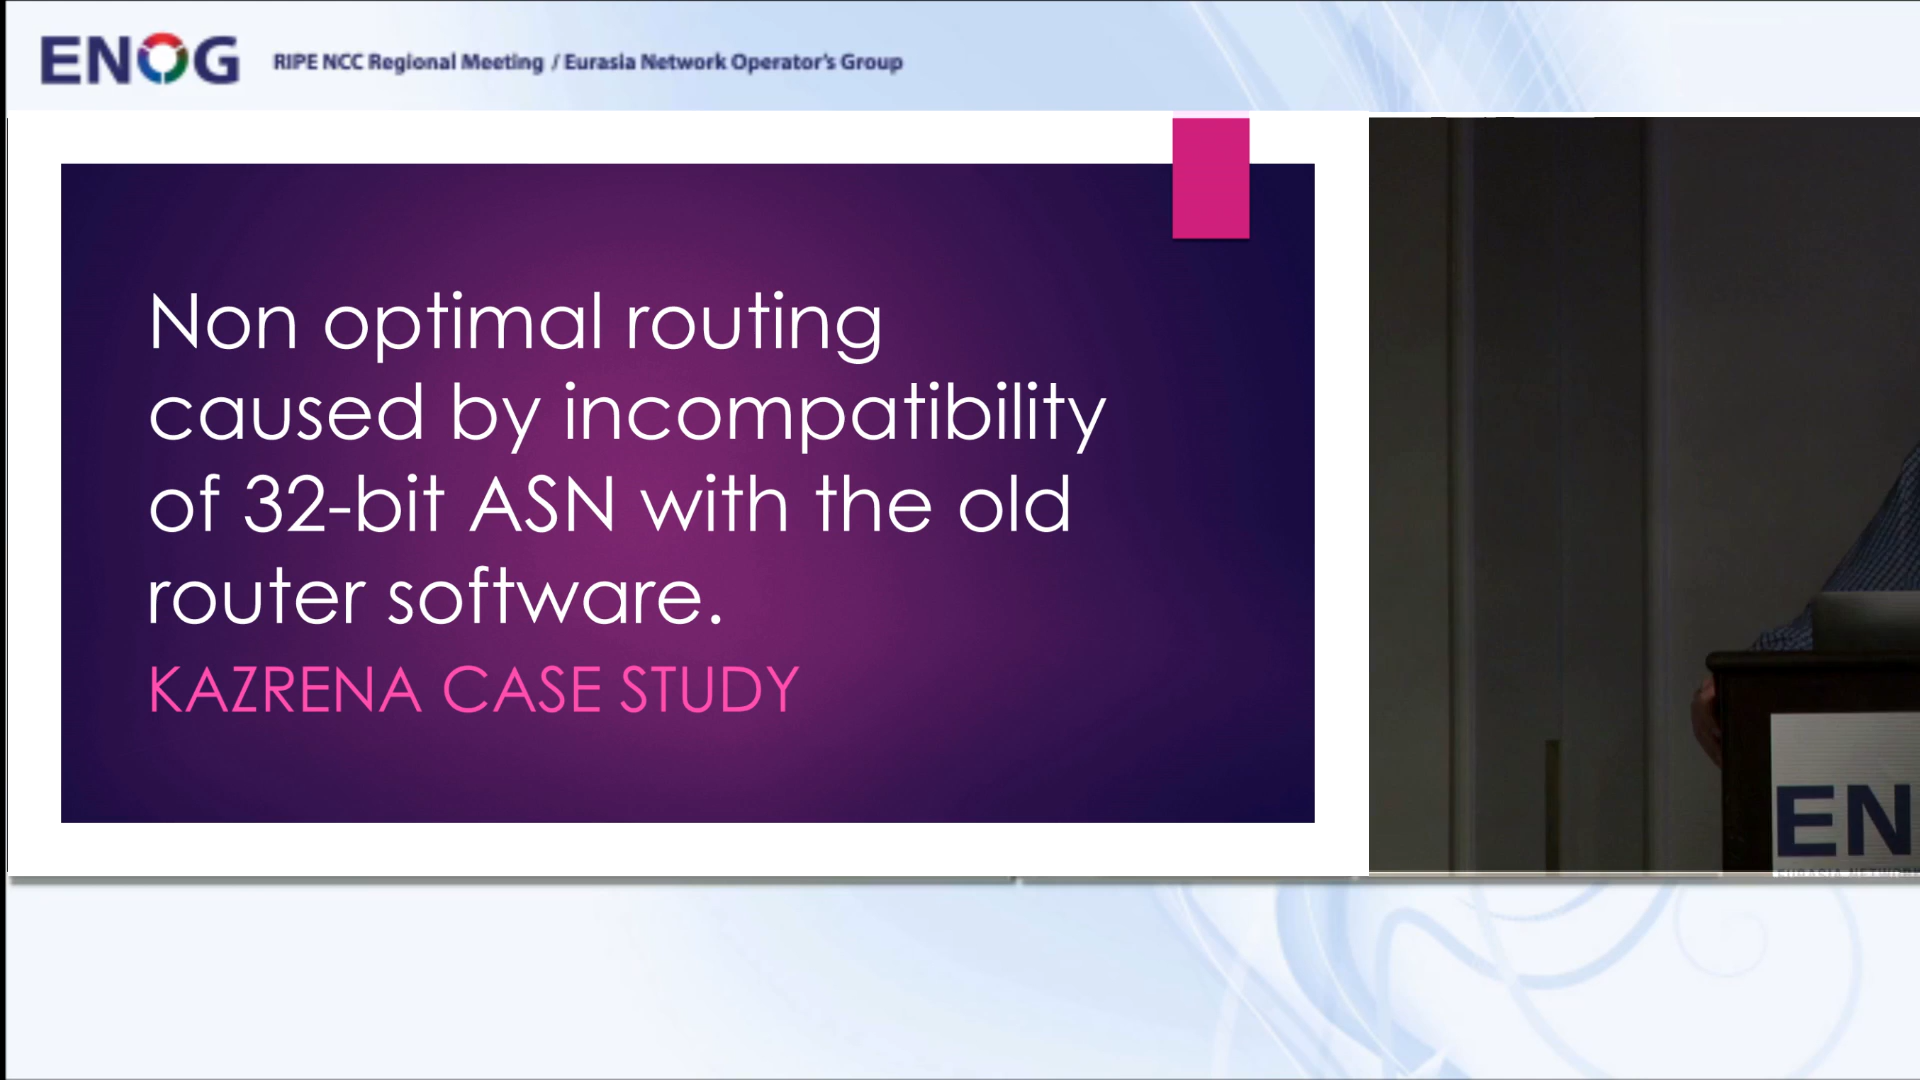 ENOG
RIPE NCC Regional Meeting / Eurasia Network Operator's Group
Non optimal routing
caused by incompatibility
of 32-bit ASN with the old
router software.
KAZRENA CASE STUDY
EN